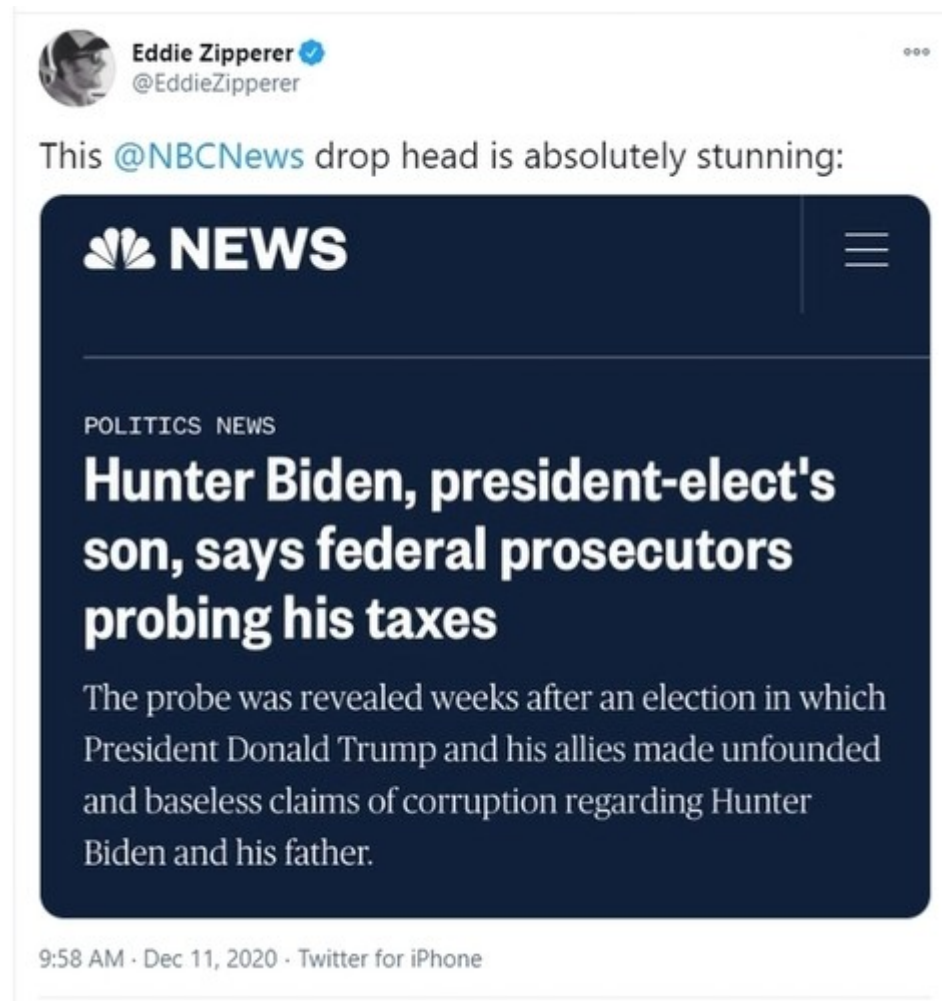 Eddie Zipperer
@EddieZipperer
This @NBCNews drop head is absolutely stunning:
NEWS
POLITICS NEWS
Hunter Biden, president-elect's
son, says federal prosecutors
probing his taxes
The probe was revealed weeks after an election in which
President Donald Trump and his allies made unfounded
and baseless claims of corruption regarding Hunter
Biden and his father.
9:58 AM · Dec 11, 2020 · Twitter for iPhone